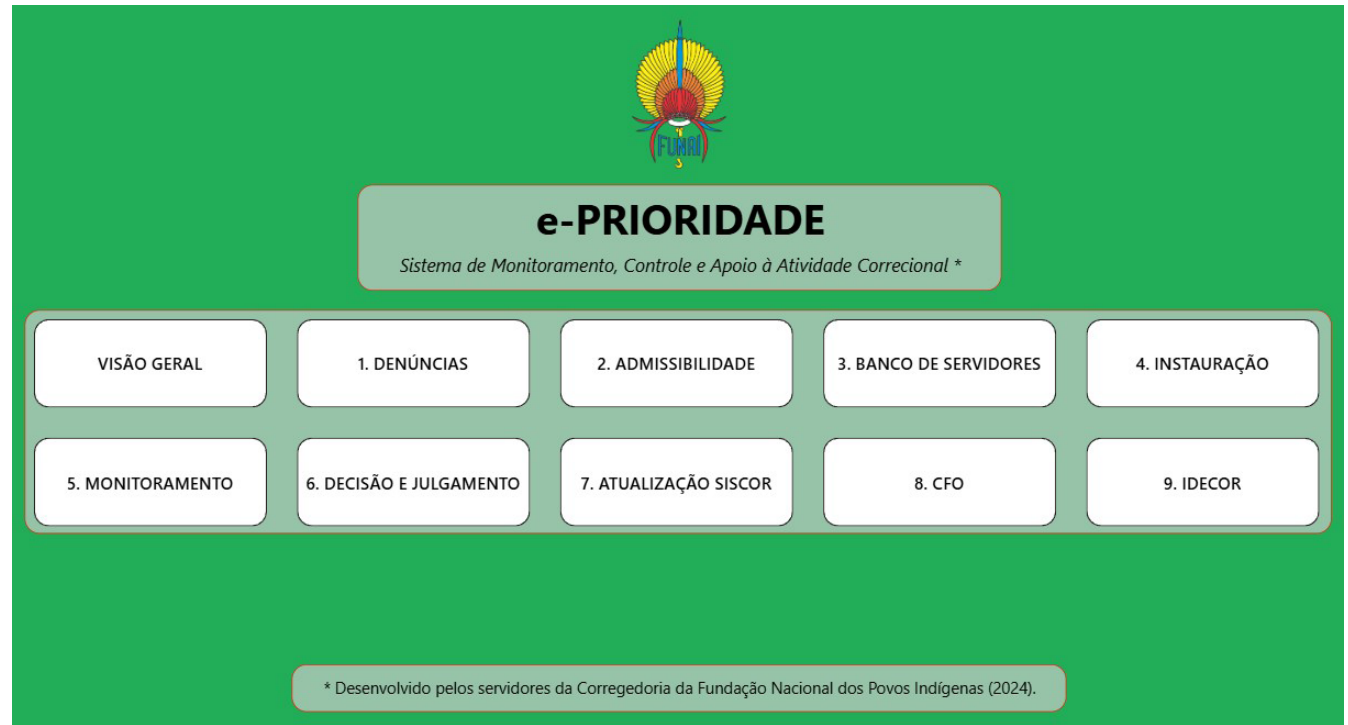 FUNAI
e-PRIORIDADE
Sistema de Monitoramento, Controle e Apoio à Atividade Correcional *
VISÃO GERAL
1. DENÚNCIAS
2. ADMISSIBILIDADE
3. BANCO DE SERVIDORES
4. INSTAURAÇÃO
5. MONITORAMENTO
6. DECISÃO E JULGAMENTO
7. ATUALIZAÇÃO SISCOR
8. CFO
9. IDECOR
* Desenvolvido pelos servidores da Corregedoria da Fundação Nacional dos Povos Indígenas (2024).